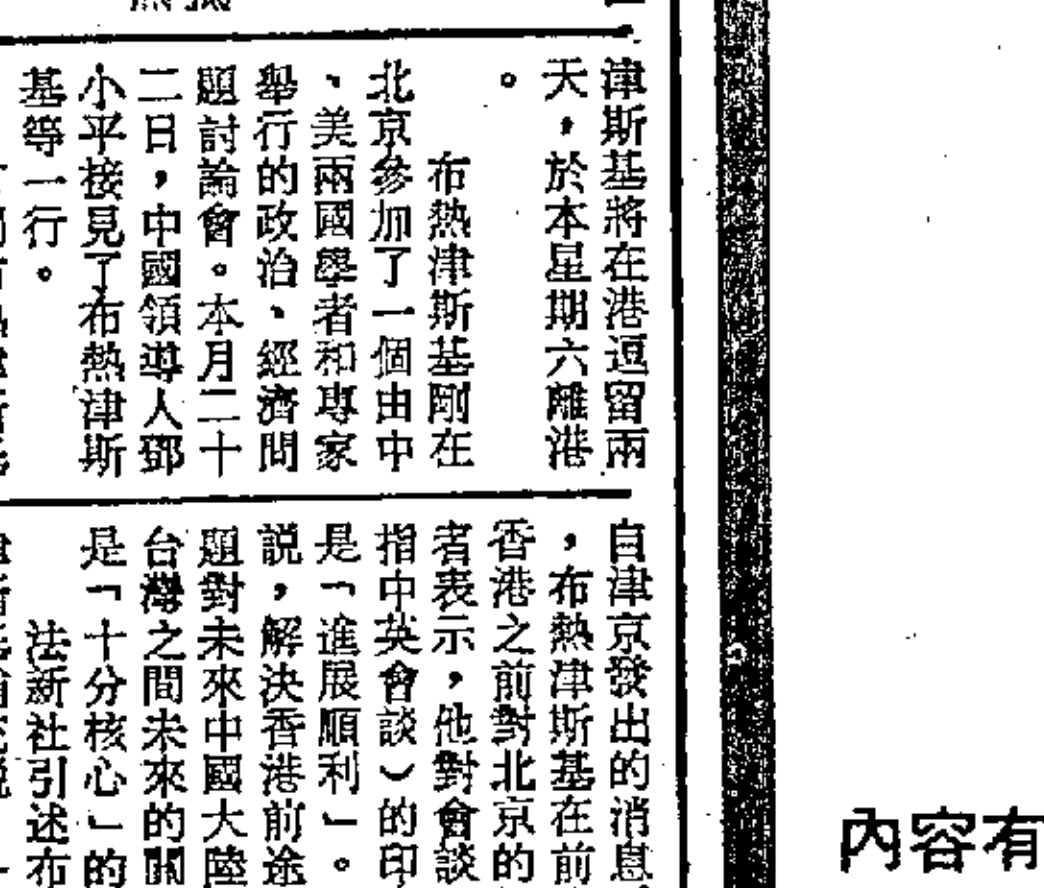 津斯基將在港逗留兩
天，於本星期六離港
。
布熱津斯基剛在
北京參加了一個由中
、美兩國學者和專家
舉行的政治、經濟問
題討論會。本月二十
二日，中國領導人鄧
小平接見了布熱津斯
基等一行。
自津京發出的消息
，布熱津斯基在前
香港之前對北京的
者表示，他對會談
指中英會談）的印
是「進展順利」。
説，解決香港前途
題對未來中國大陸
台灣之間未來的關
是「十分核心」的
法新社引述布
內容有